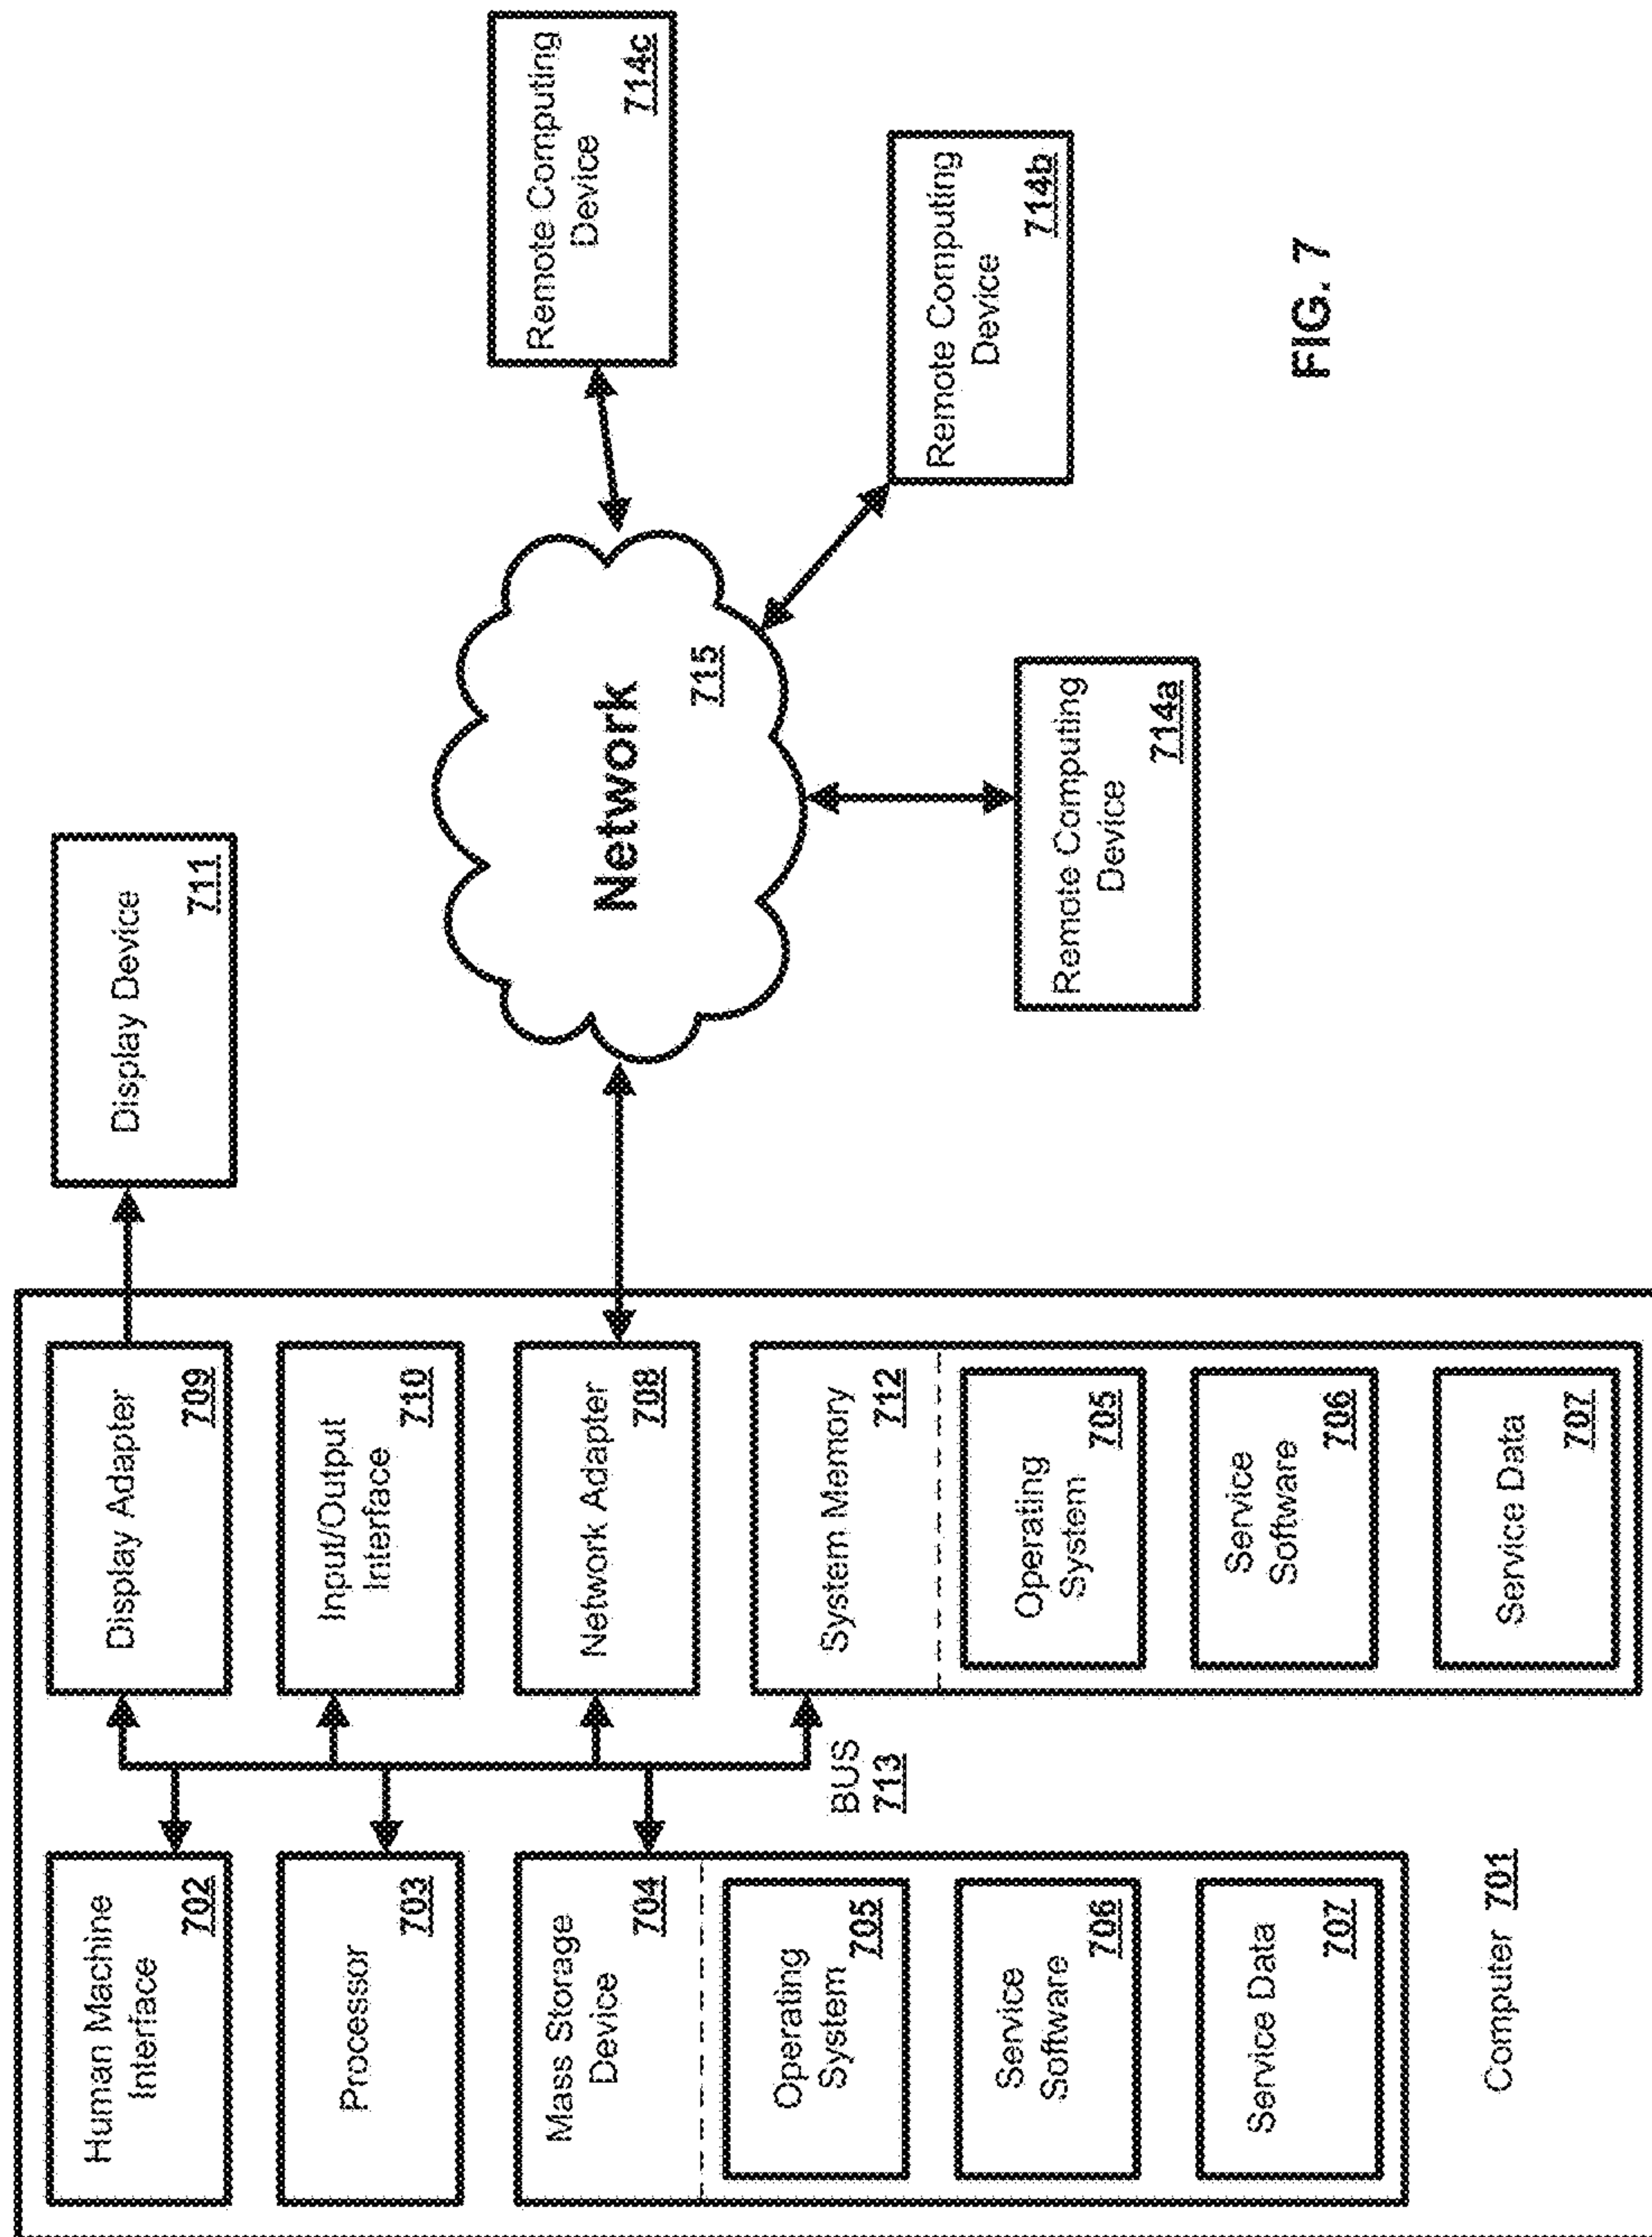 Human Machine
Interface
702
Processor
703
Mass Storage
Device
704
Operating
System
705
Service
Software
706
Service Data
707
Computer 701
BUS
713
Display Adapter
709
Input/Output
Interface
710
Network Adapter
708
System Memory
712
Operating
System
705
Service
Software
706
Service Data
707
Display Device
711
Network
715
Remote Computing
Device
714a
Remote Computing
Device
714b
Remote Computing
Device
714c
FIG. 7